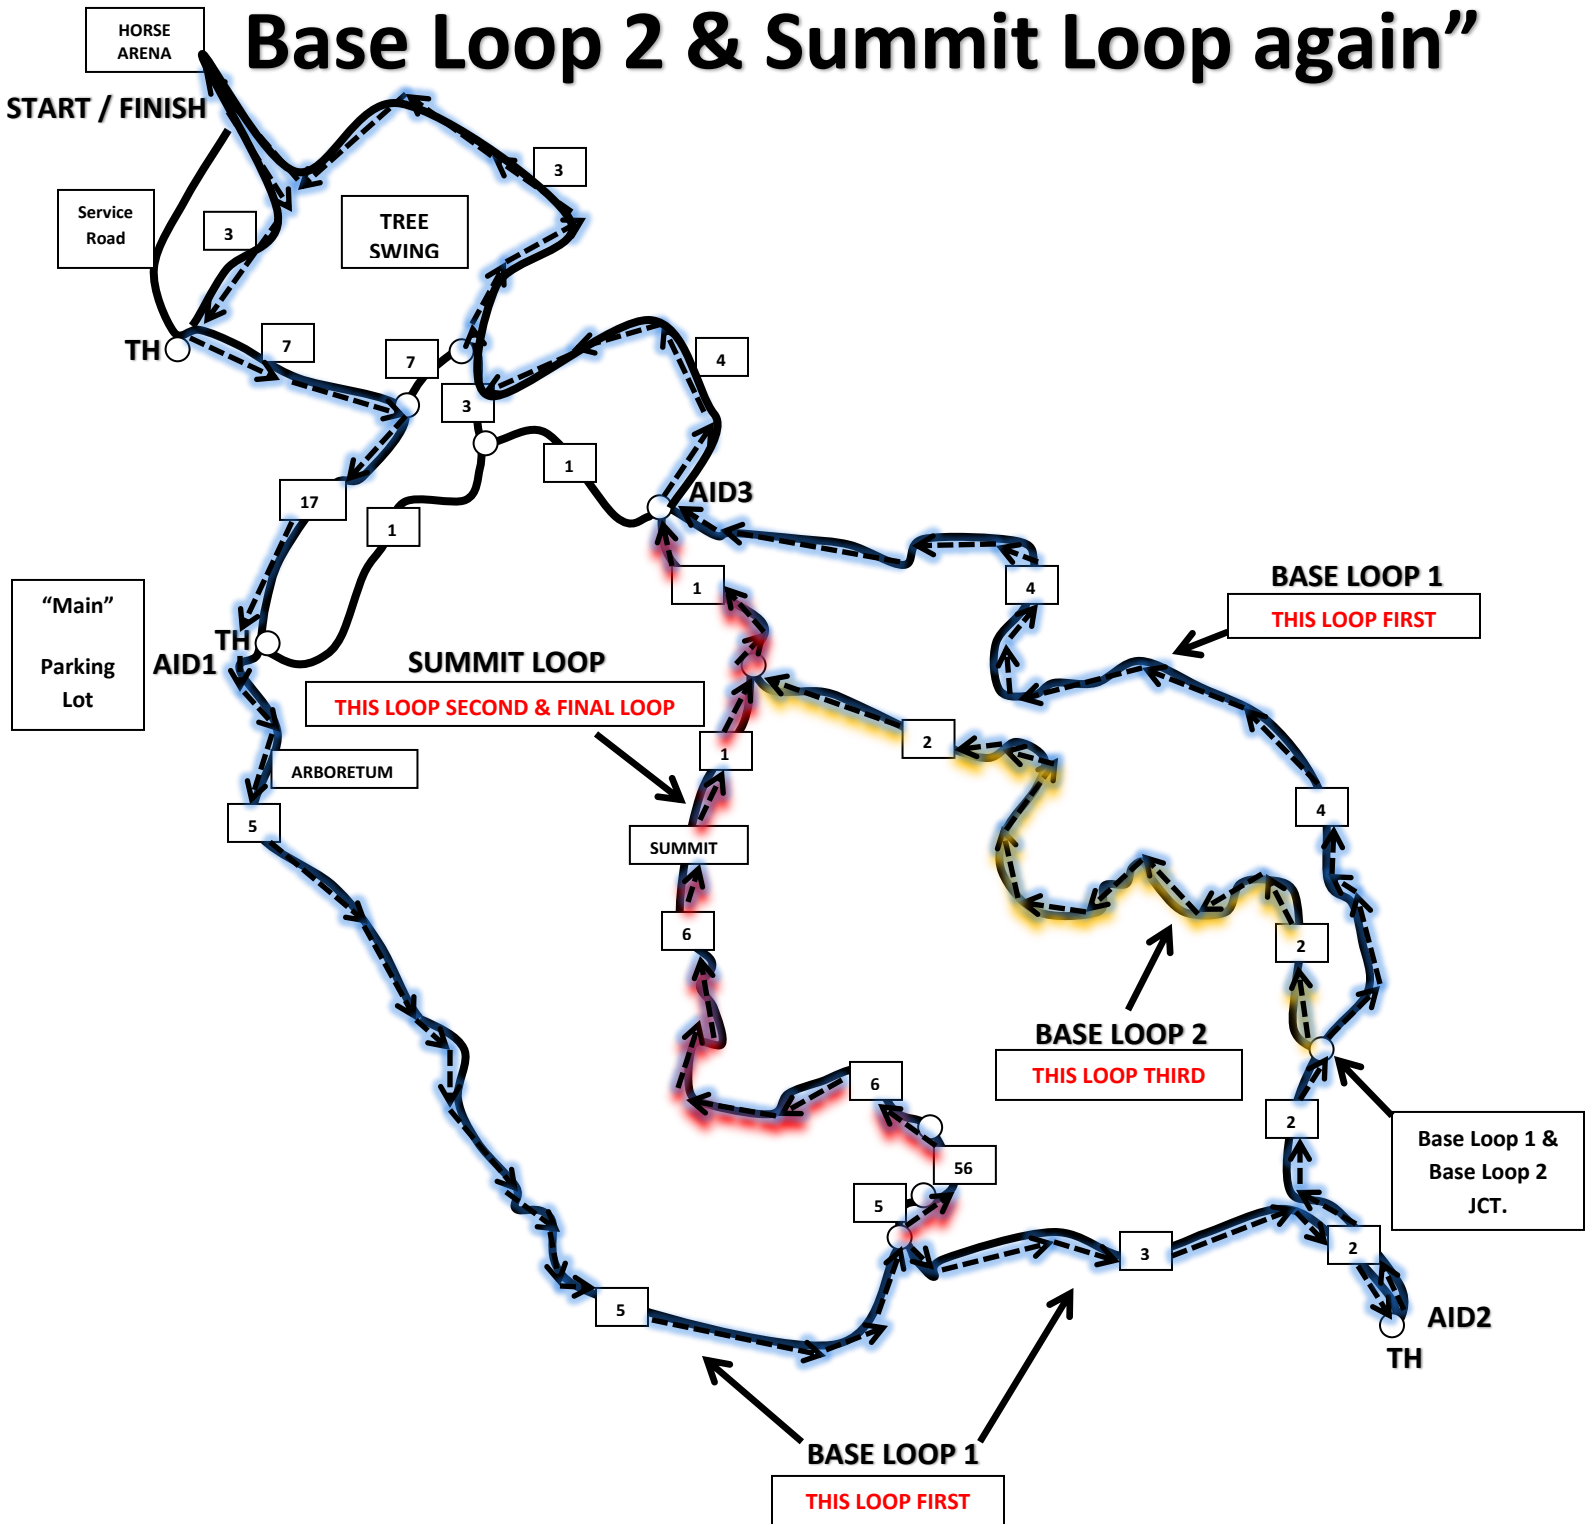 Base Loop 2 & Summit Loop again”
HORSE
ARENA
START / FINISH
3
Service
Road
3
TREE
SWING
TH
7
7
4
3
1
AID3
17
1
4
BASE LOOP 1
THIS LOOP FIRST
“Main”
Parking
Lot
1
TH
AID1
SUMMIT LOOP
THIS LOOP SECOND & FINAL LOOP
2
1
ARBORETUM
5
4
SUMMIT
6
2
BASE LOOP 2
THIS LOOP THIRD
6
2
Base Loop 1 &
Base Loop 2
JCT.
56
5
3
2
5
AID2
TH
BASE LOOP 1
THIS LOOP FIRST